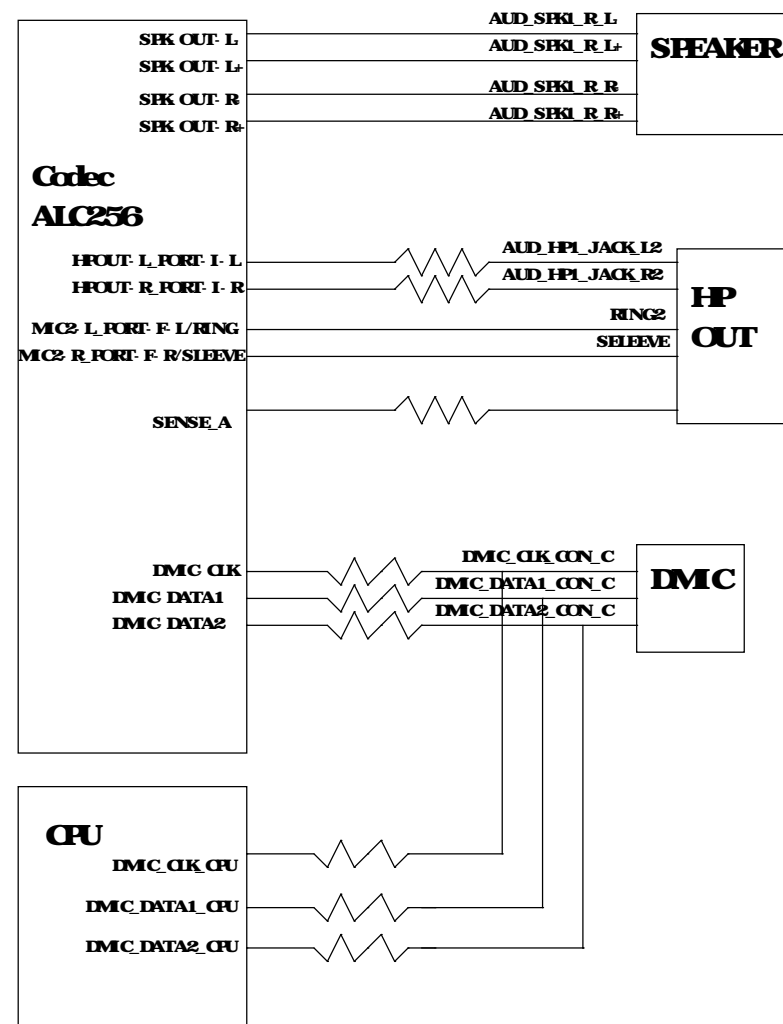 AUD_SPK1_R_L-
SPK-OUT-L-
AUD_SPK1_R_L+
SPEAKER
SPK-OUT-L+
AUD_SPK1_R_R-
SPK-OUT-R-
AUD_SPK1_R_R+
SPK-OUT-R+
Codec
ALC256
HPOUT-L_PORT-I-L
AUD_HP1_JACK_L2
HPOUT-R_PORT-I-R
AUD_HP1_JACK_R2
HP
OUT
MIC2-L_PORT-F-L/RING
RING2
MIC2-R_PORT-F-R/SLEEVE
SELEEVE
SENSE_A
DMIC-CLK
DMIC_CLK_CON_C
DMIC
DMIC-DATA1
DMIC_DATA1_CON_C
DMIC-DATA2
DMIC_DATA2_CON_C
CPU
DMIC_CLK_CPU
DMIC_DATA1_CPU
DMIC_DATA2_CPU